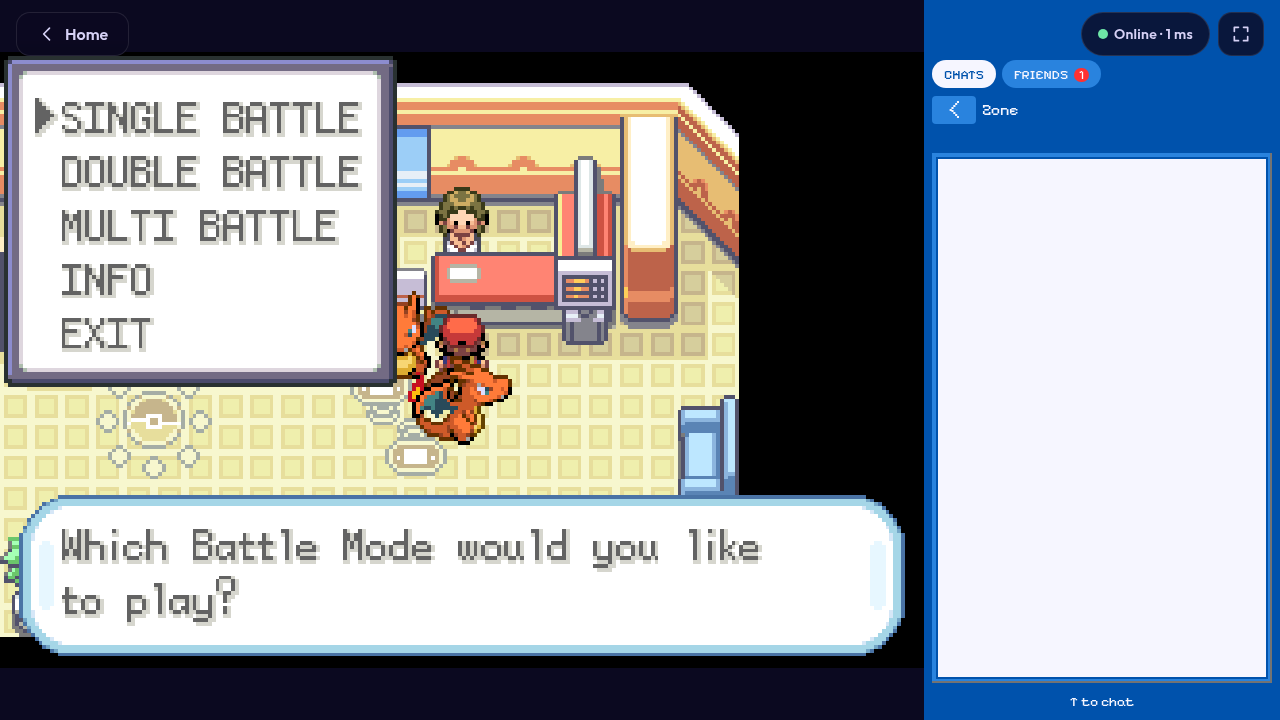 Home
SINGLE BATTLE
DOUBLE BATTLE
MULTI BATTLE
INFO
EXIT
Which Battle Mode would you like
to play?
Online · 1 ms
CHATS
FRIENDS 1
Zone
↑ to chat